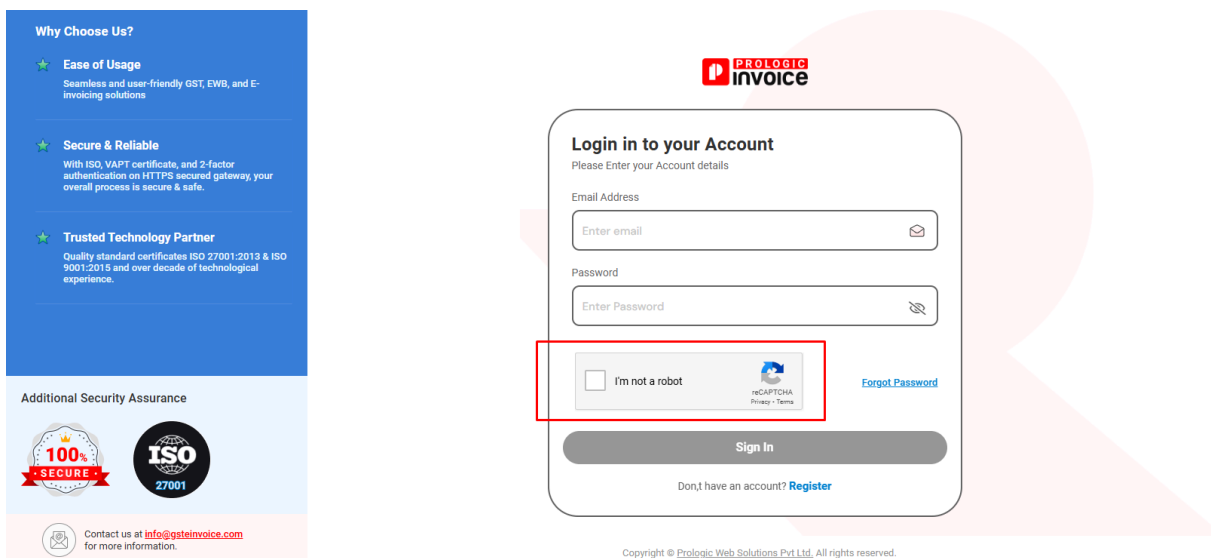 Why Choose Us?
Ease of Usage
Seamless and user-friendly GST, EWB, and E-
invoicing solutions
Secure & Reliable
With ISO, VAPT certificate, and 2-factor
authentication on HTTPS secured gateway, your
overall process is secure & safe.
Trusted Technology Partner
Quality standard certificates ISO 27001:2013 & ISO
9001:2015 and over decade of technological
experience.
Additional Security Assurance
100%
SECURE
ISO
27001
Contact us at info@gsteinvoice.com
for more information.
PROLOGIC
invoice
Login in to your Account
Please Enter your Account details
Email Address
Enter email
Password
Enter Password
I'm not a robot
reCAPTCHA
Privacy - Terms
Forgot Password
Sign In
Don,t have an account? Register
Copyright © Prologic Web Solutions Pvt Ltd. All rights reserved.